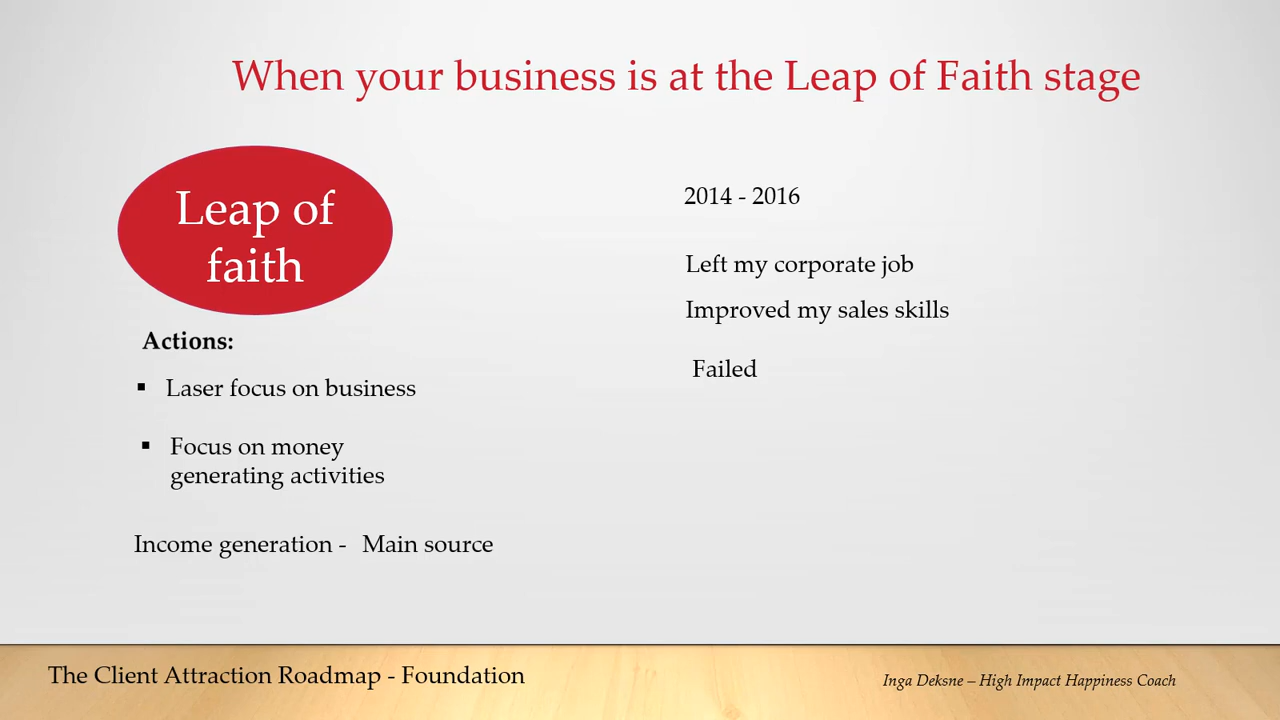 When your business is at the Leap of Faith stage
Leap of
faith
Actions:
▪ Laser focus on business
▪ Focus on money
generating activities
Income generation - Main source
2014 - 2016
Left my corporate job
Improved my sales skills
Failed
The Client Attraction Roadmap - Foundation
Inga Deksne – High Impact Happiness Coach